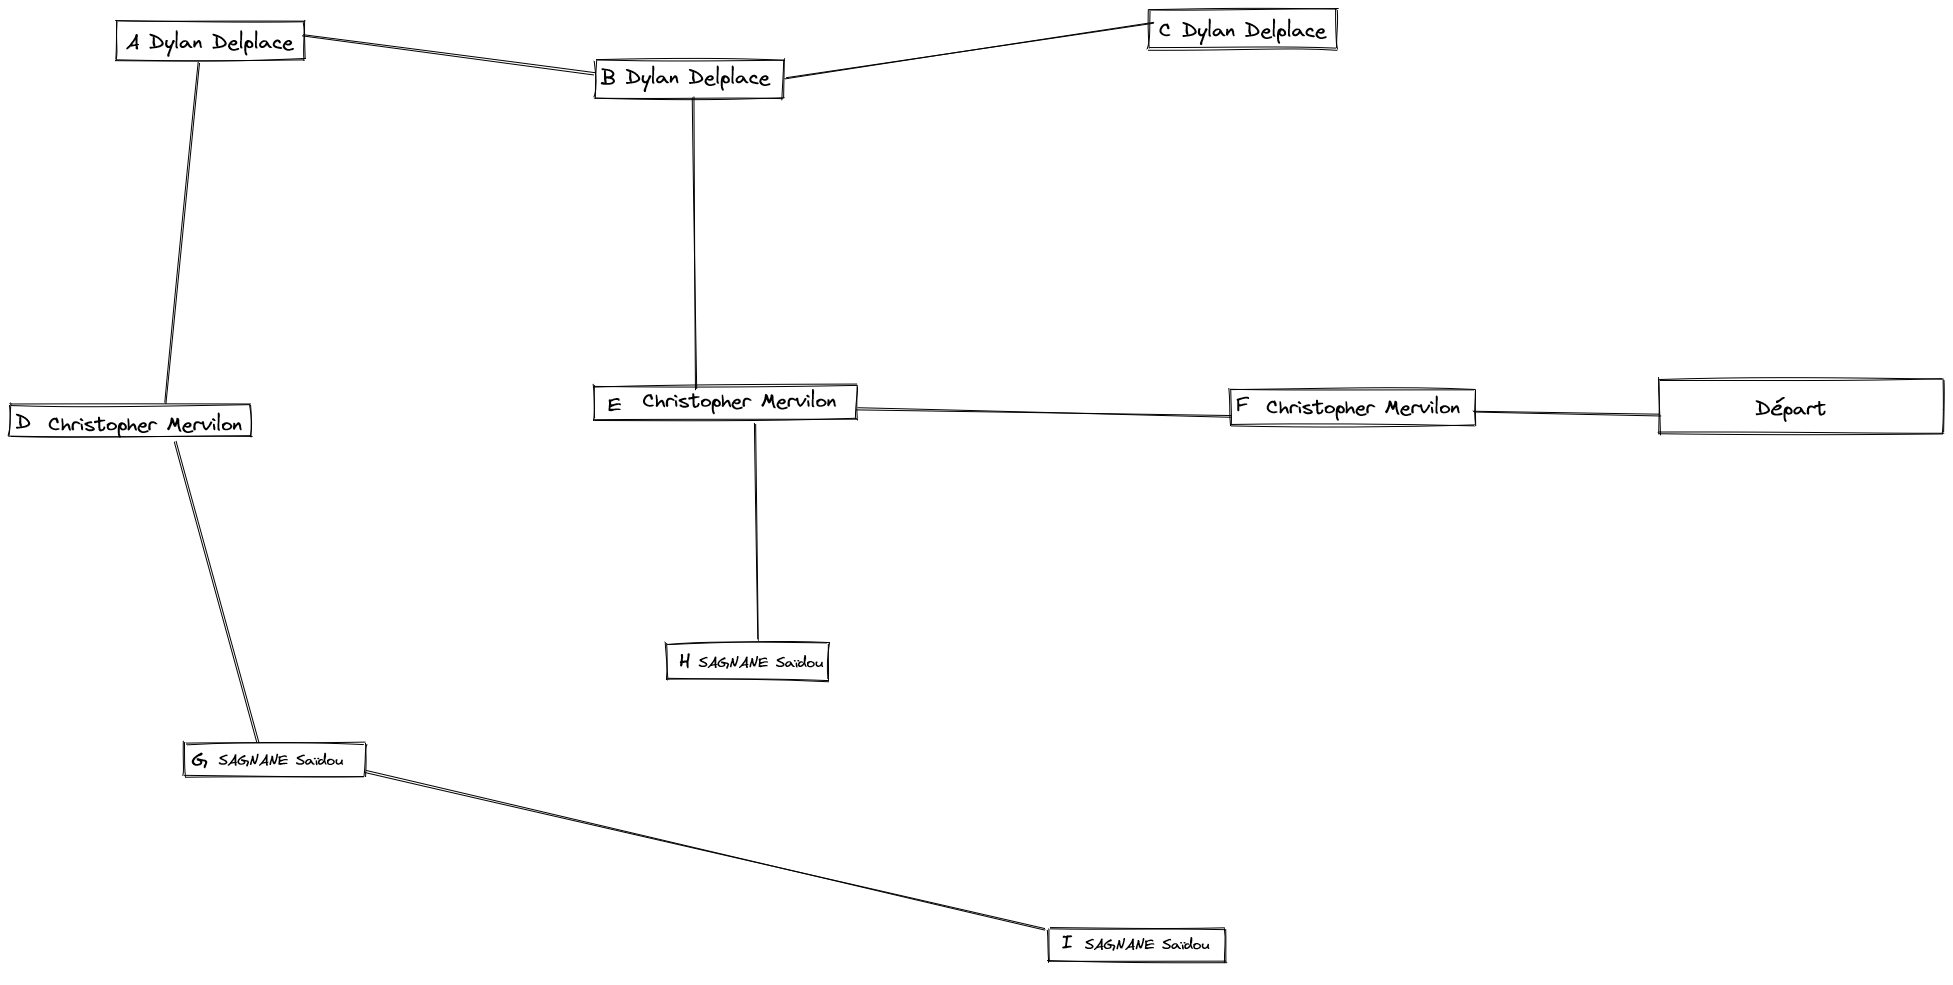 A Dylan Delplace
B Dylan Delplace
C Dylan Delplace
D Christopher Mervilon
E Christopher Mervilon
F Christopher Mervilon
Départ
H SAGNANE Saïdou
G SAGNANE Saïdou
I SAGNANE Saïdou